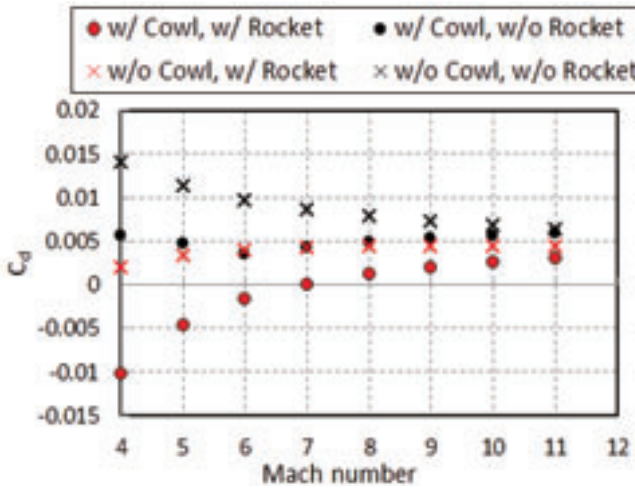 w/ Cowl, w/ Rocket w/ Cowl, w/o Rocket
w/o Cowl, w/ Rocket w/o Cowl, w/o Rocket
0.02
0.015
0.01
0.005
0
-0.005
-0.01
-0.015
Cd
4 5 6 7 8 9 10 11 12
Mach number